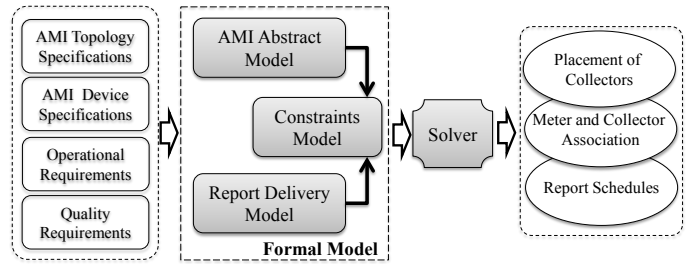 AMI Topology
Specifications
AMI Device
Specifications
Operational
Requirements
Quality
Requirements
AMI Abstract
Model
Constraints
Model
Report Delivery
Model
Formal Model
Solver
Placement of
Collectors
Meter and Collector
Association
Report Schedules